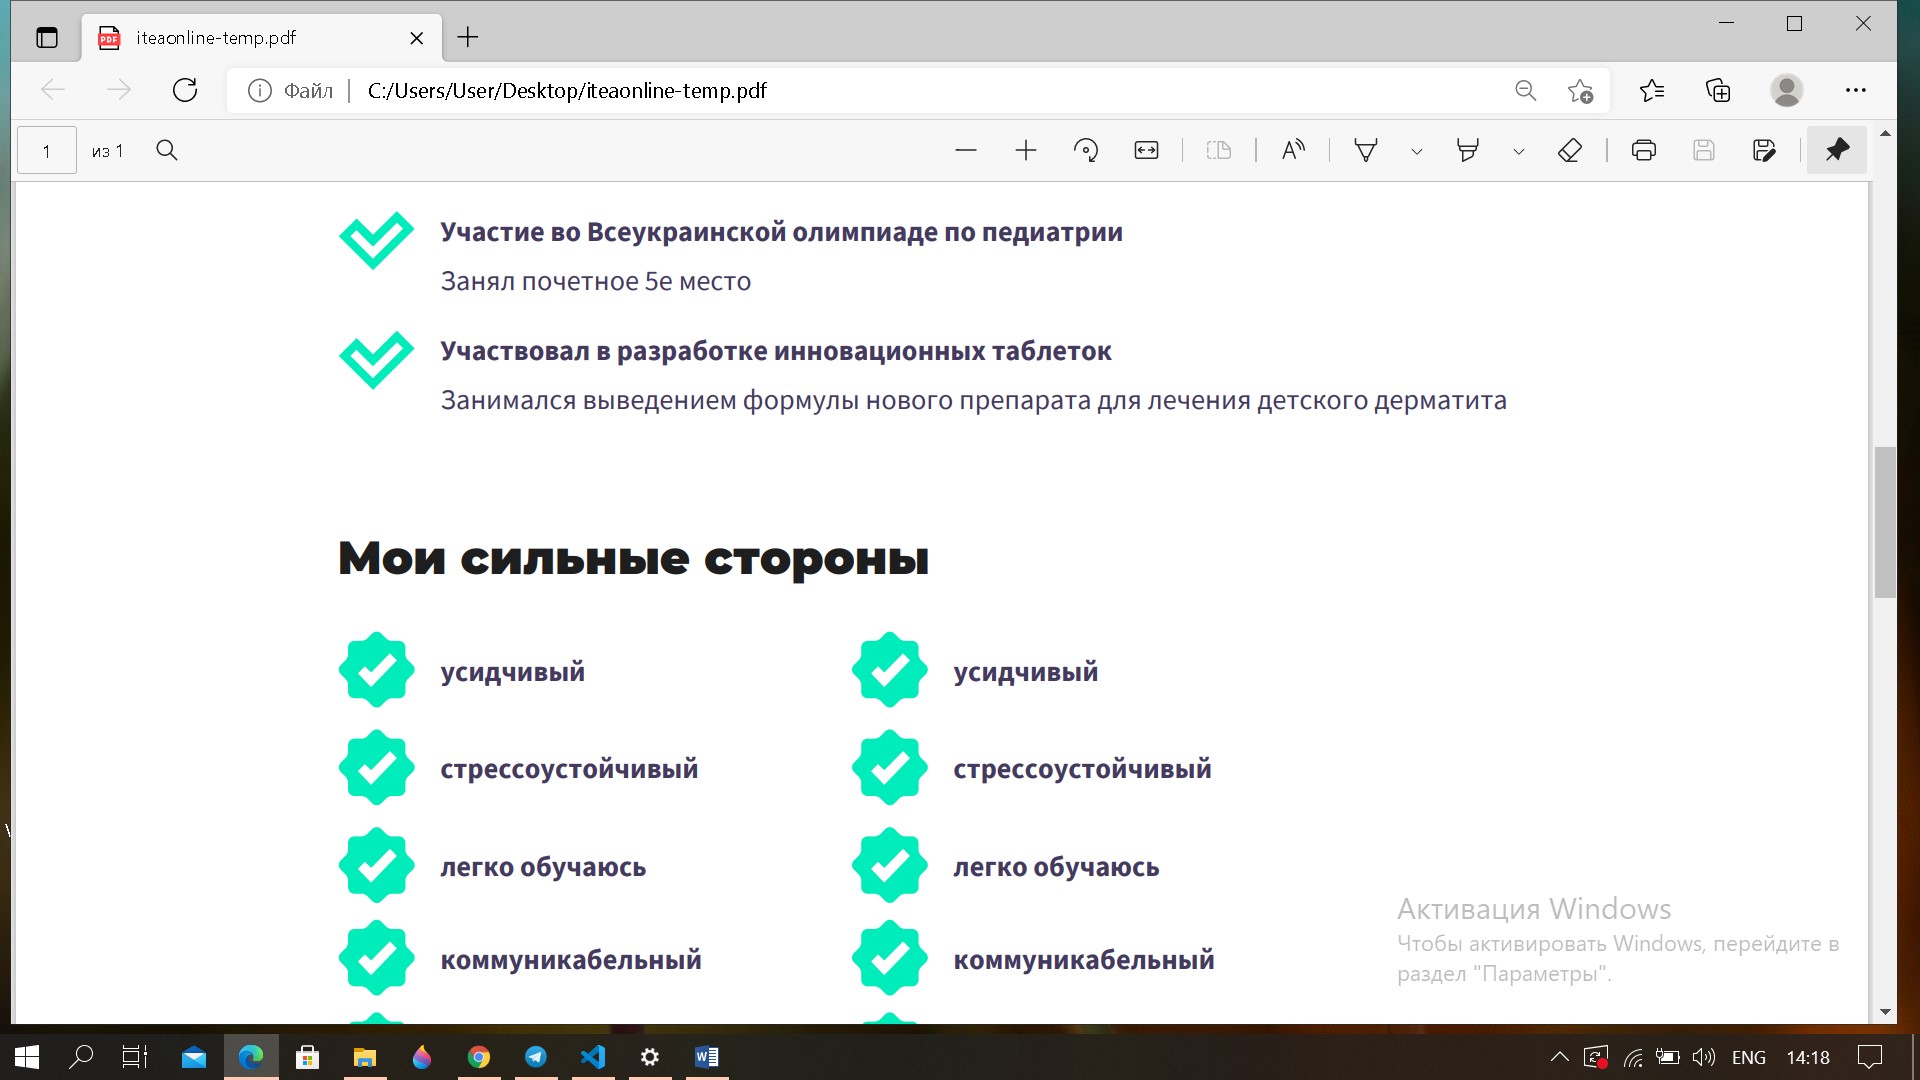 iteaonline-temp.pdf
Файл
C:/Users/User/Desktop/iteaonline-temp.pdf
1
из 1
Участие во Всеукраинской олимпиаде по педиатрии
Занял почетное 5е место
Участвовал в разработке инновационных таблеток
Занимался выведением формулы нового препарата для лечения детского дерматита
Мои сильные стороны
усидчивый
усидчивый
стрессоустойчивый
стрессоустойчивый
легко обучаюсь
легко обучаюсь
коммуникабельный
коммуникабельный
Активация Windows
Чтобы активировать Windows, перейдите в
раздел "Параметры".
ENG
14:18